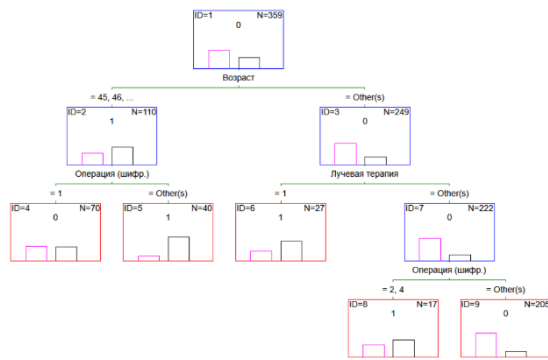 ID=1 N=359
0
Возраст
= 45, 46, ... = Other(s)
ID=2 N=110 ID=3 N=249
1 0
Операция (шифр.) Лучевая терапия
= 1 = Other(s) = 1 = Other(s)
ID=4 N=70 ID=5 N=40 ID=6 N=27 ID=7 N=222
0 1 1 0
Операция (шифр.)
= 2, 4 = Other(s)
ID=8 N=17 ID=9 N=205
1 0